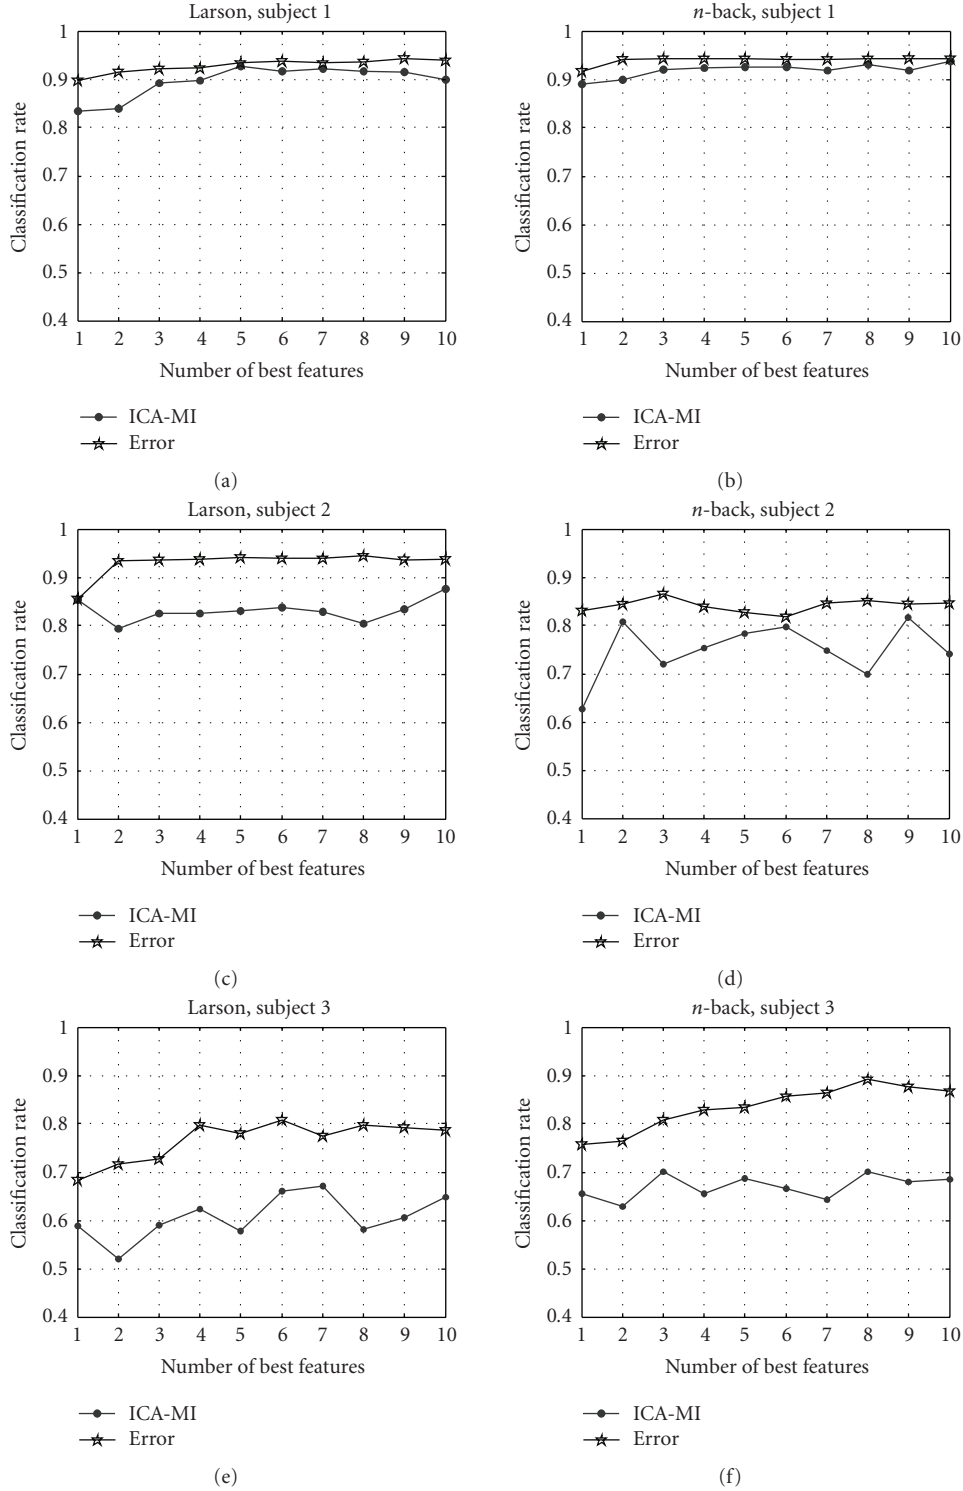 Larson, subject 1
Classification rate
1
0.9
0.8
0.7
0.6
0.5
0.4
1 2 3 4 5 6 7 8 9 10
Number of best features
ICA-MI
Error
(a)
n-back, subject 1
Classification rate
1
0.9
0.8
0.7
0.6
0.5
0.4
1 2 3 4 5 6 7 8 9 10
Number of best features
ICA-MI
Error
(b)
Larson, subject 2
Classification rate
1
0.9
0.8
0.7
0.6
0.5
0.4
1 2 3 4 5 6 7 8 9 10
Number of best features
ICA-MI
Error
(c)
n-back, subject 2
Classification rate
1
0.9
0.8
0.7
0.6
0.5
0.4
1 2 3 4 5 6 7 8 9 10
Number of best features
ICA-MI
Error
(d)
Larson, subject 3
Classification rate
1
0.9
0.8
0.7
0.6
0.5
0.4
1 2 3 4 5 6 7 8 9 10
Number of best features
ICA-MI
Error
(e)
n-back, subject 3
Classification rate
1
0.9
0.8
0.7
0.6
0.5
0.4
1 2 3 4 5 6 7 8 9 10
Number of best features
ICA-MI
Error
(f)